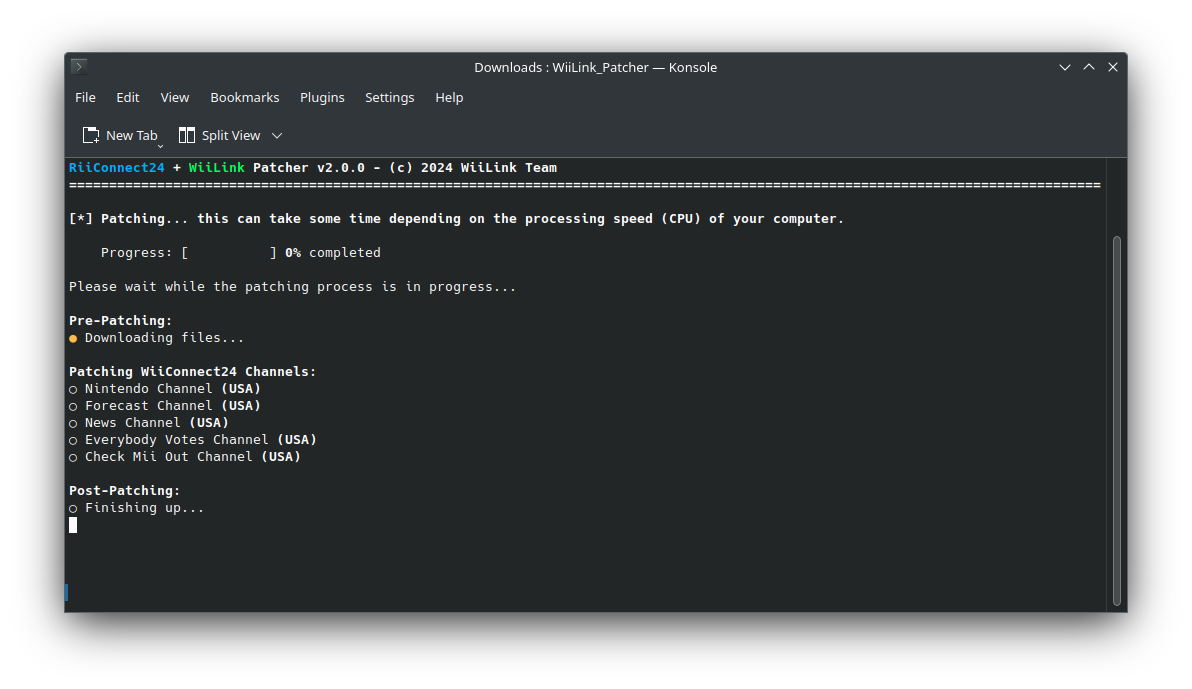 Downloads : WiiLink_Patcher — Konsole
File Edit View Bookmarks Plugins Settings Help
New Tab Split View
RiiConnect24 + WiiLink Patcher v2.0.0 - (c) 2024 WiiLink Team
=================================================================================================================================
[*] Patching... this can take some time depending on the processing speed (CPU) of your computer.
Progress: [          ] 0% completed
Please wait while the patching process is in progress...
Pre-Patching:
● Downloading files...
Patching WiiConnect24 Channels:
○ Nintendo Channel (USA)
○ Forecast Channel (USA)
○ News Channel (USA)
○ Everybody Votes Channel (USA)
○ Check Mii Out Channel (USA)
Post-Patching:
○ Finishing up...